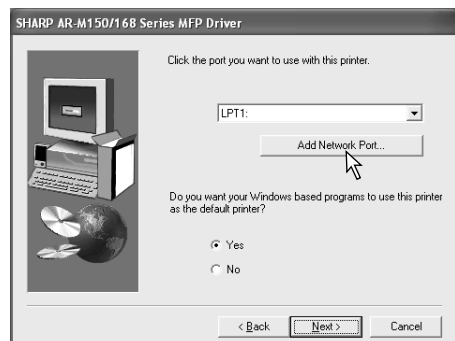 SHARP AR-M150/168 Series MFP Driver
Click the port you want to use with this printer.
LPT1:
Add Network Port...
Do you want your Windows based programs to use this printer
as the default printer?
Yes
No
< Back
Next >
Cancel